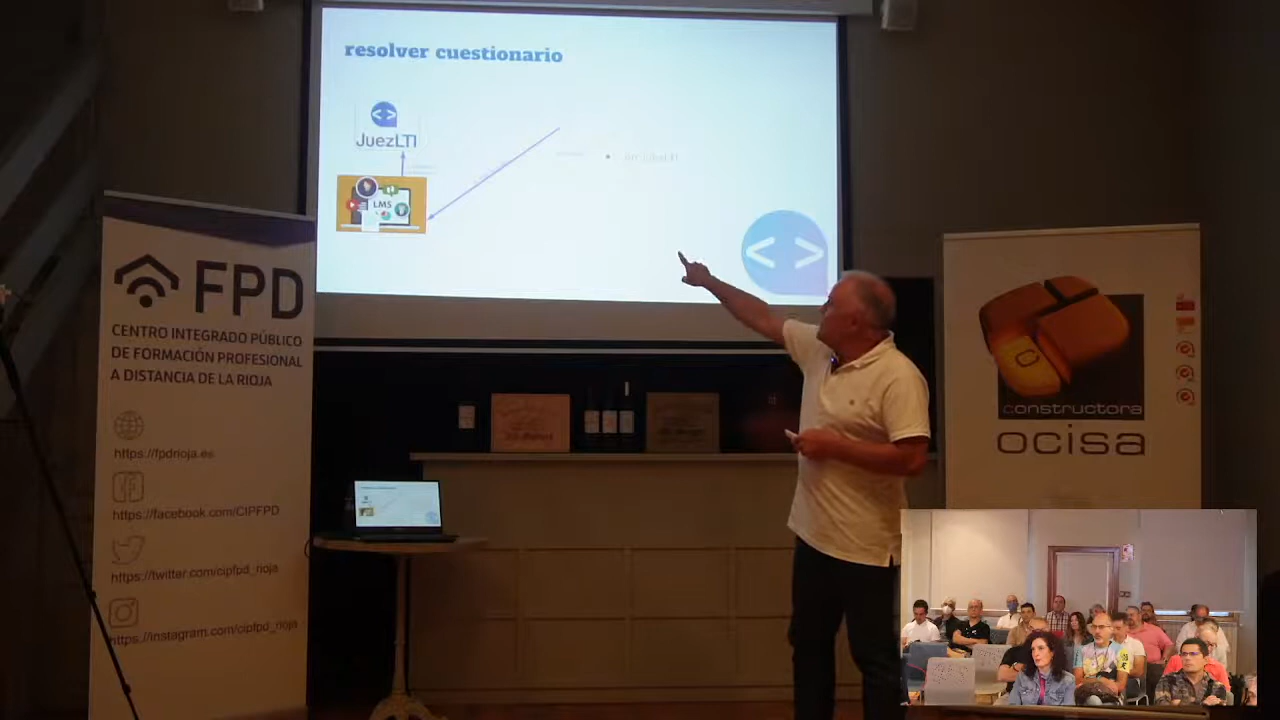 resolver cuestionario
JuezLTI
LMS
FPD
CENTRO INTEGRADO PÚBLICO
DE FORMACIÓN PROFESIONAL
A DISTANCIA DE LA RIOJA
https://fpdrioja.es
https://facebook.com/CIPFPD
https://twitter.com/cipfpd_rioja
https://instagram.com/cipfpd_rioja
constructora
ocisa